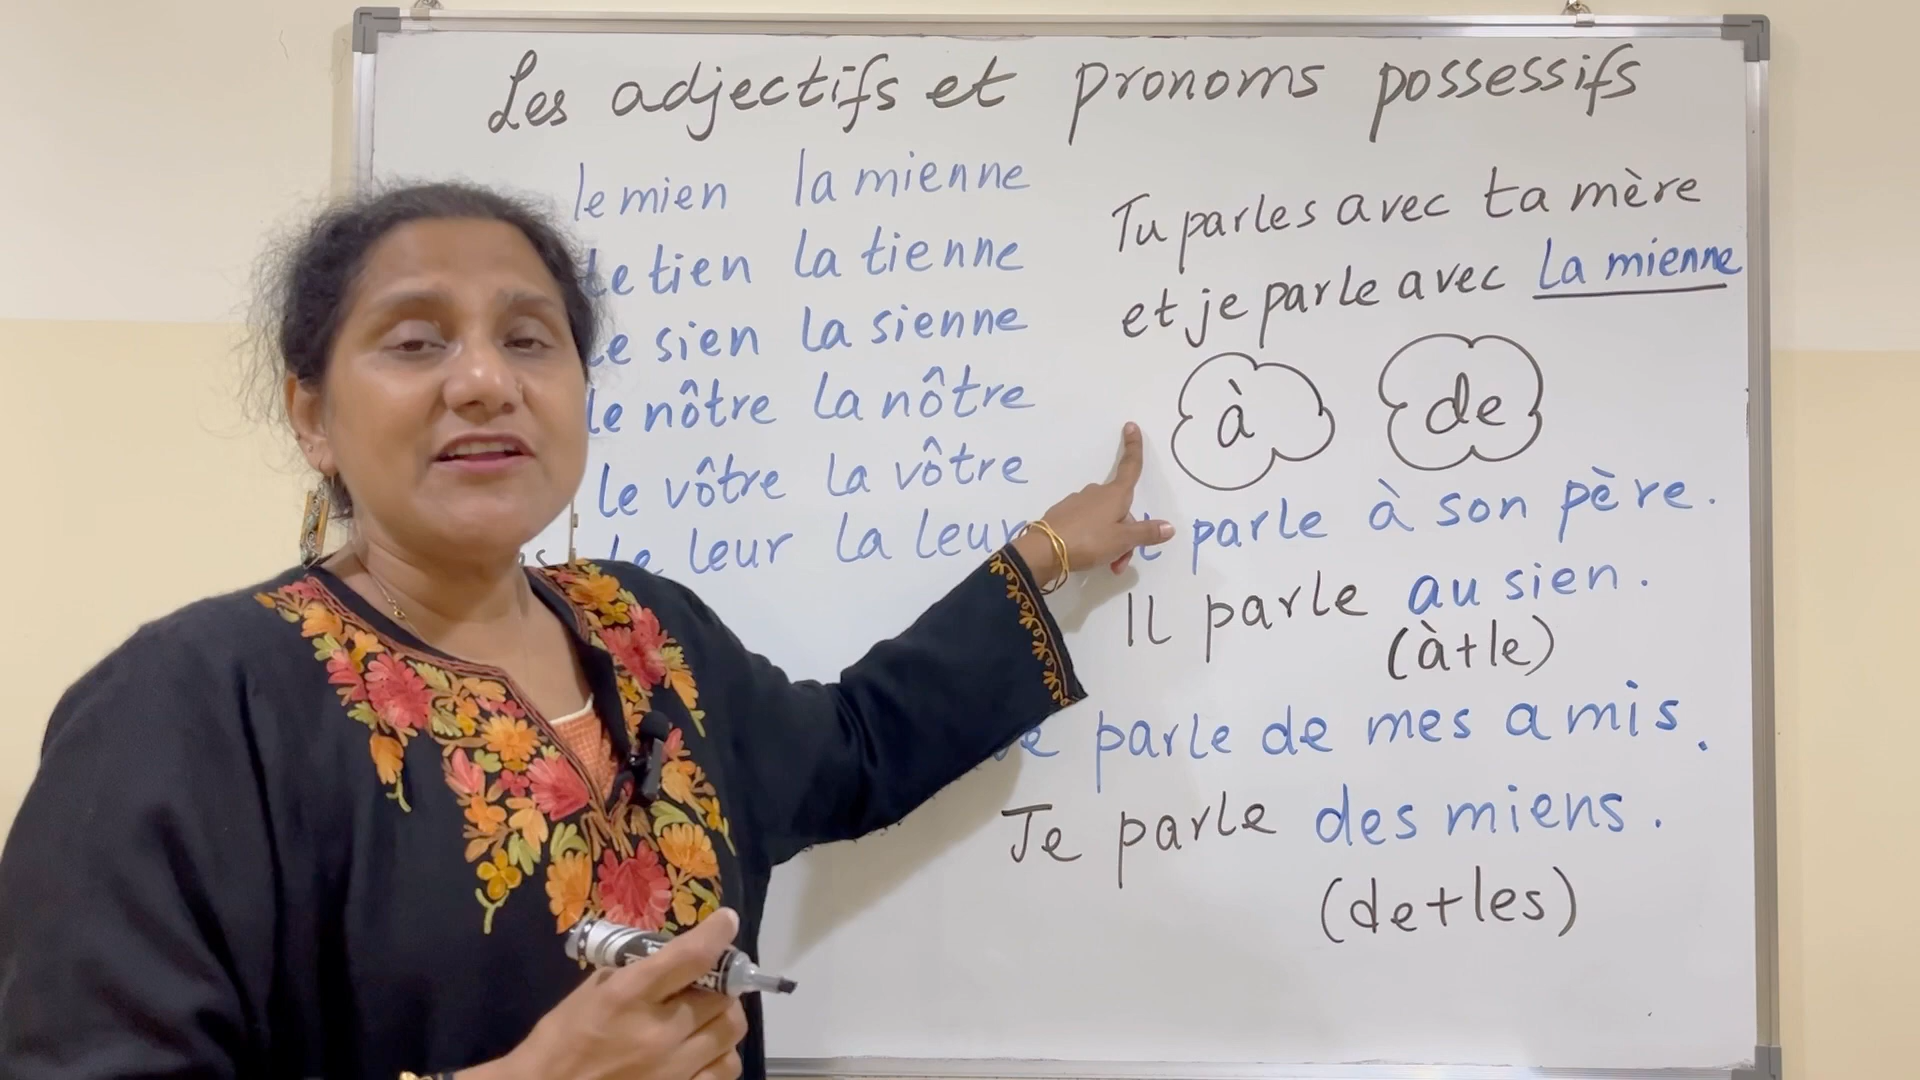 Les adjectifs et pronoms possessifs
le mien la mienne
le tien la tienne
le sien la sienne
le nôtre la nôtre
le vôtre la vôtre
le leur la leur
Tu parles avec ta mère
et je parle avec la mienne
à de
parle à son père.
Il parle au sien.
(à+le)
parle de mes amis.
Je parle des miens.
(de+les)